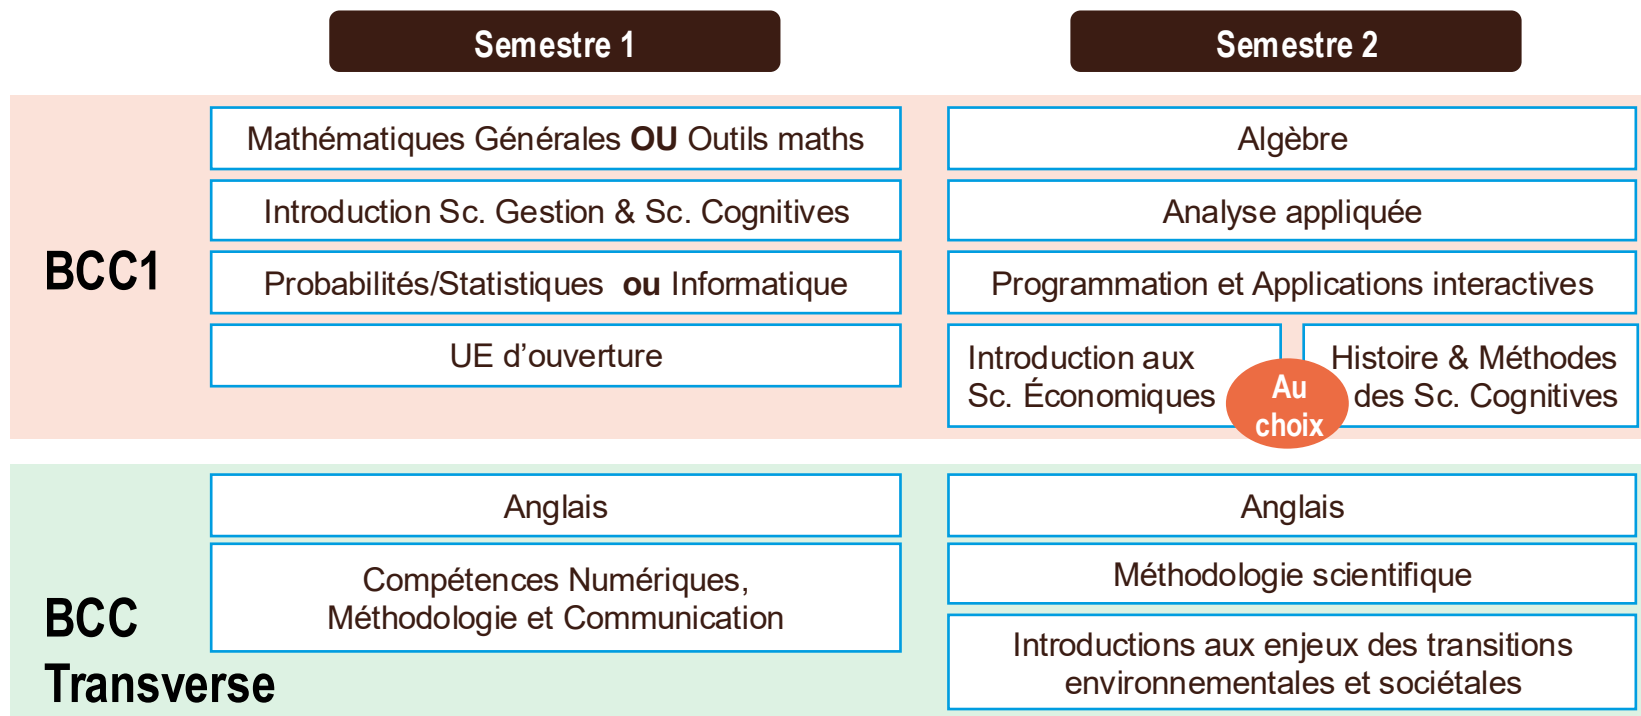 Semestre 1
Semestre 2
BCC1
Mathématiques Générales OU Outils maths
Introduction Sc. Gestion & Sc. Cognitives
Probabilités/Statistiques ou Informatique
UE d’ouverture
Algèbre
Analyse appliquée
Programmation et Applications interactives
Introduction aux
Sc. Économiques
Au
choix
Histoire & Méthodes
des Sc. Cognitives
BCC
Transverse
Anglais
Compétences Numériques,
Méthodologie et Communication
Anglais
Méthodologie scientifique
Introductions aux enjeux des transitions
environnementales et sociétales